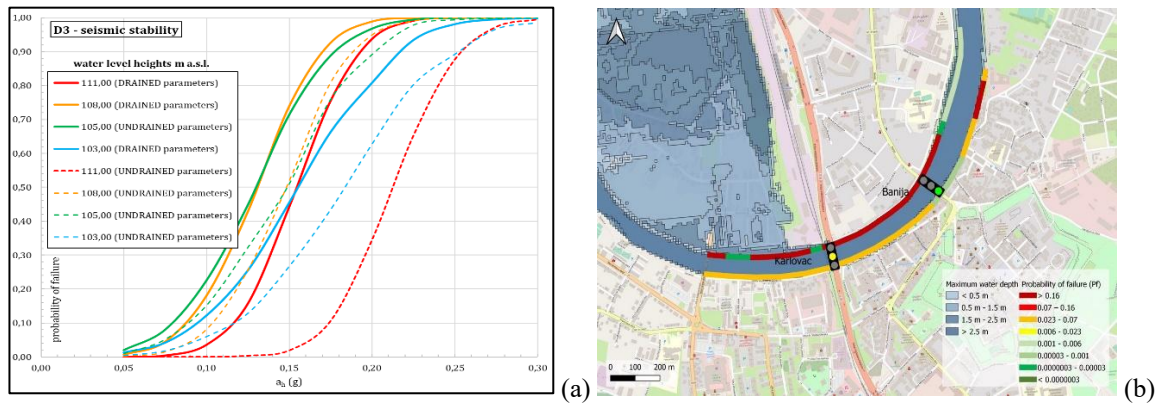 D3 - seismic stability
water level heights m a.s.l.
111,00 (DRAINED parameters)
108,00 (DRAINED parameters)
105,00 (UNDRAINED parameters)
103,00 (DRAINED parameters)
111,00 (UNDRAINED parameters)
108,00 (UNDRAINED parameters)
105,00 (UNDRAINED parameters)
103,00 (UNDRAINED parameters)
probability of failure
1,00
0,90
0,80
0,70
0,60
0,50
0,40
0,30
0,20
0,10
0,00
0,00 0,05 0,10 0,15 0,20 0,25 0,30
ah (g)
(a)
Banija
Karlovac
Maximum water depth
< 0.5 m
0.5 m - 1.5 m
1.5 m - 2.5 m
> 2.5 m
Probability of failure (Pf)
> 0.16
0.07 – 0.16
0.023 - 0.07
0.006 - 0.023
0.001 - 0.006
0.00003 - 0.001
0.0000003 - 0.00003
< 0.0000003
0 100 200 m
(b)